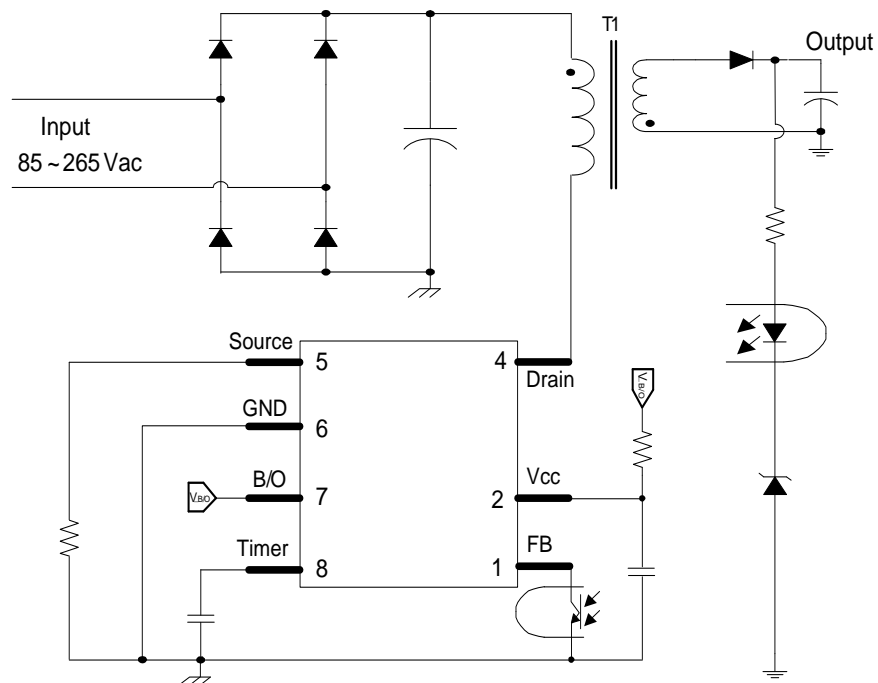 T1
Output
Input
85 ~ 265 Vac
Source
5
4
Drain
GND
6
V.B/O
B/O
7
V.B/O
2
Vcc
Timer
8
1
FB